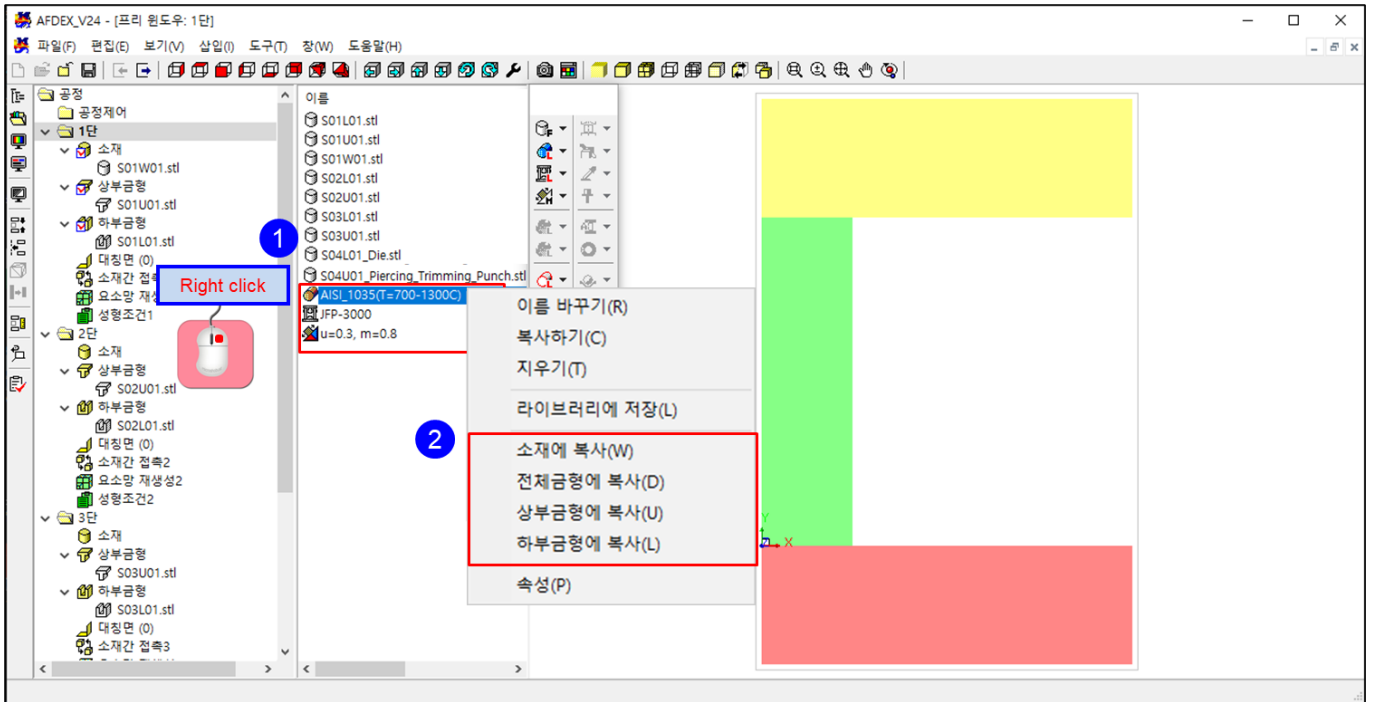 AFDEX_V24 - [프리 윈도우: 1단]
파일(F) 편집(E) 보기(V) 삽입(I) 도구(T) 창(W) 도움말(H)
공정
공정제어
1단
소재
S01W01.stl
상부금형
S01U01.stl
하부금형
S01L01.stl
대칭면 (0)
소재간 접촉
요소망 재생
성형조건1
2단
소재
상부금형
S02U01.stl
하부금형
S02L01.stl
대칭면 (0)
소재간 접촉2
요소망 재생성2
성형조건2
3단
소재
상부금형
S03U01.stl
하부금형
S03L01.stl
대칭면 (0)
소재간 접촉3
이름
S01L01.stl
S01U01.stl
S01W01.stl
S02L01.stl
S02U01.stl
S03L01.stl
S03U01.stl
S04L01_Die.stl
S04U01_Piercing_Trimming_Punch.stl
AISI_1035(T=700-1300C)
JFP-3000
u=0.3, m=0.8
1
Right click
2
이름 바꾸기(R)
복사하기(C)
지우기(T)
라이브러리에 저장(L)
소재에 복사(W)
전체금형에 복사(D)
상부금형에 복사(U)
하부금형에 복사(L)
속성(P)
Y
Z
X